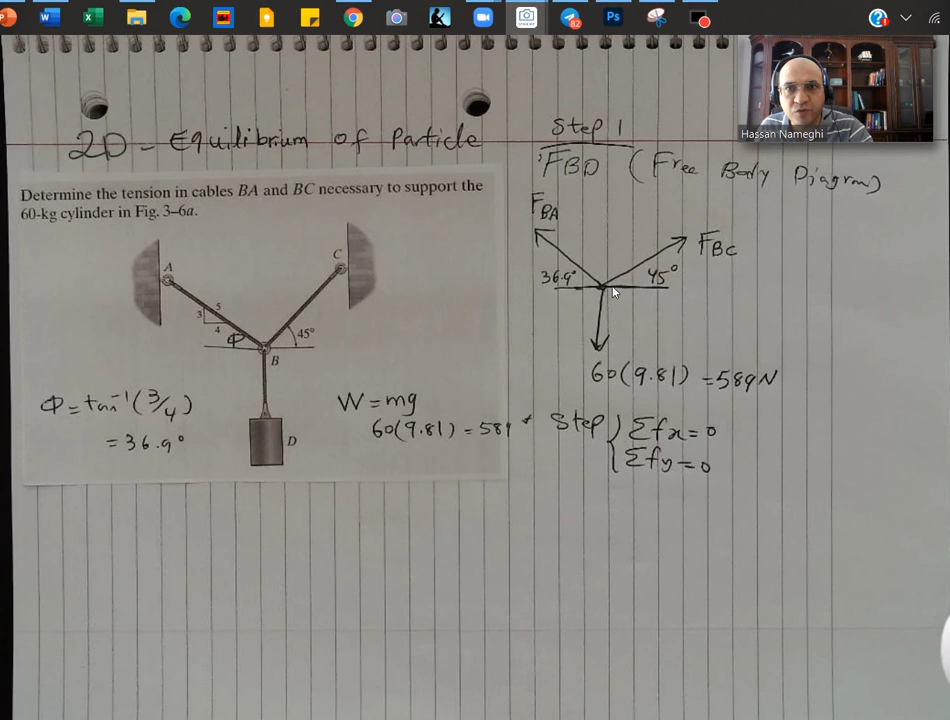 82
Hassan Nameghi
2D - Equilibrium of Particle
Determine the tension in cables BA and BC necessary to support the
60-kg cylinder in Fig. 3–6a.
A
C
5
3
4
Φ
45°
B
D
Φ = tan⁻¹(3/4)
= 36.9°
W = mg
60(9.81) = 589
Step 1
FBD (Free Body Diagram)
FBA
FBC
36.9°
45°
60(9.81) = 589N
Step { Σfx = 0
Σfy = 0